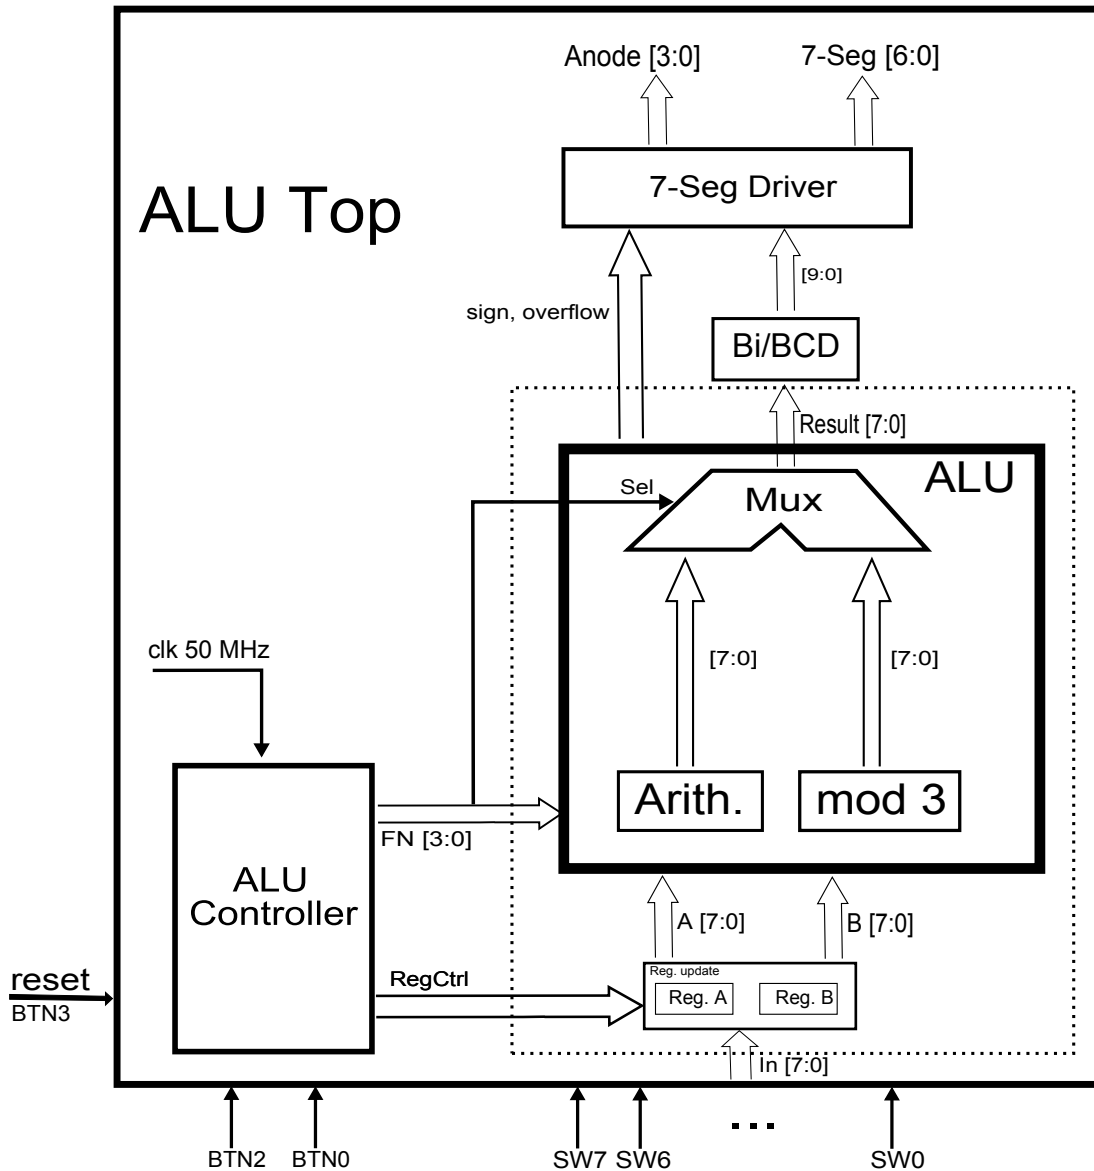 Anode [3:0]
7-Seg [6:0]
7-Seg Driver
ALU Top
[9:0]
sign, overflow
Bi/BCD
Result [7:0]
ALU
Sel
Mux
clk 50 MHz
[7:0]
[7:0]
Arith.
mod 3
FN [3:0]
ALU
Controller
A [7:0]
B [7:0]
Reg. update
reset
RegCtrl
Reg. A
Reg. B
BTN3
In [7:0]
...
BTN2
BTN0
SW7
SW6
SW0